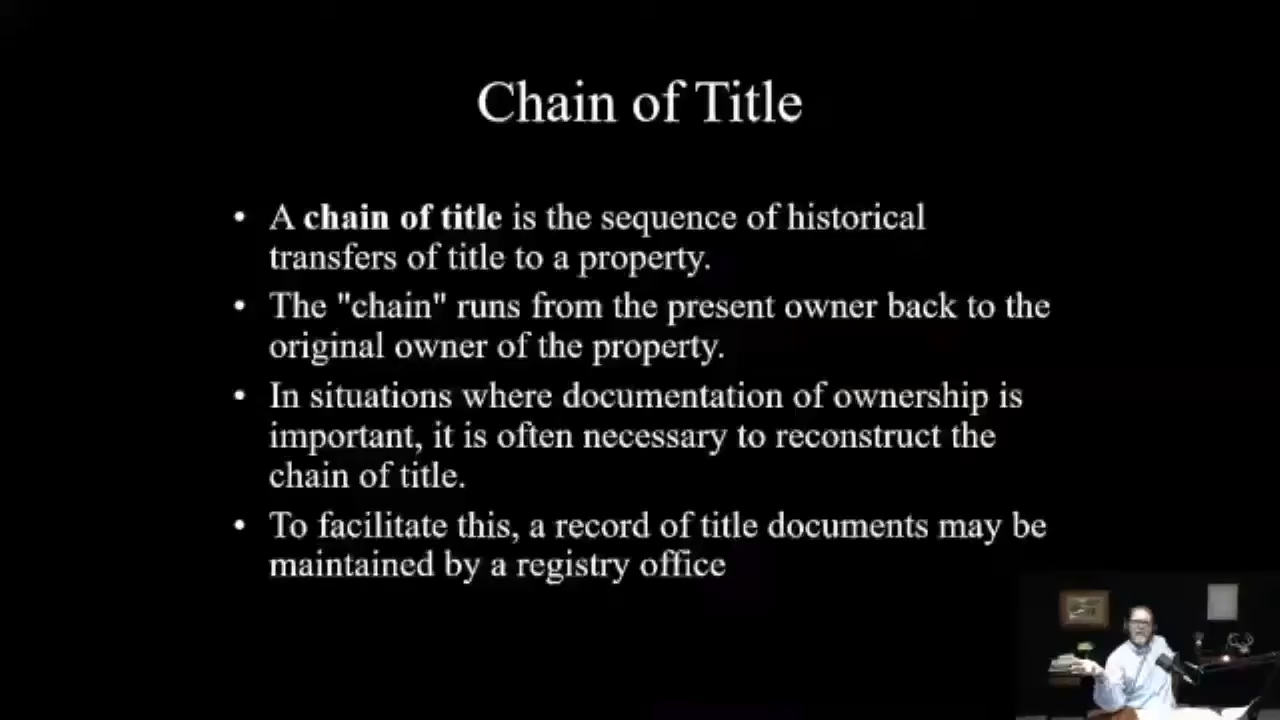 Chain of Title
• A chain of title is the sequence of historical
transfers of title to a property.
• The "chain" runs from the present owner back to the
original owner of the property.
• In situations where documentation of ownership is
important, it is often necessary to reconstruct the
chain of title.
• To facilitate this, a record of title documents may be
maintained by a registry office